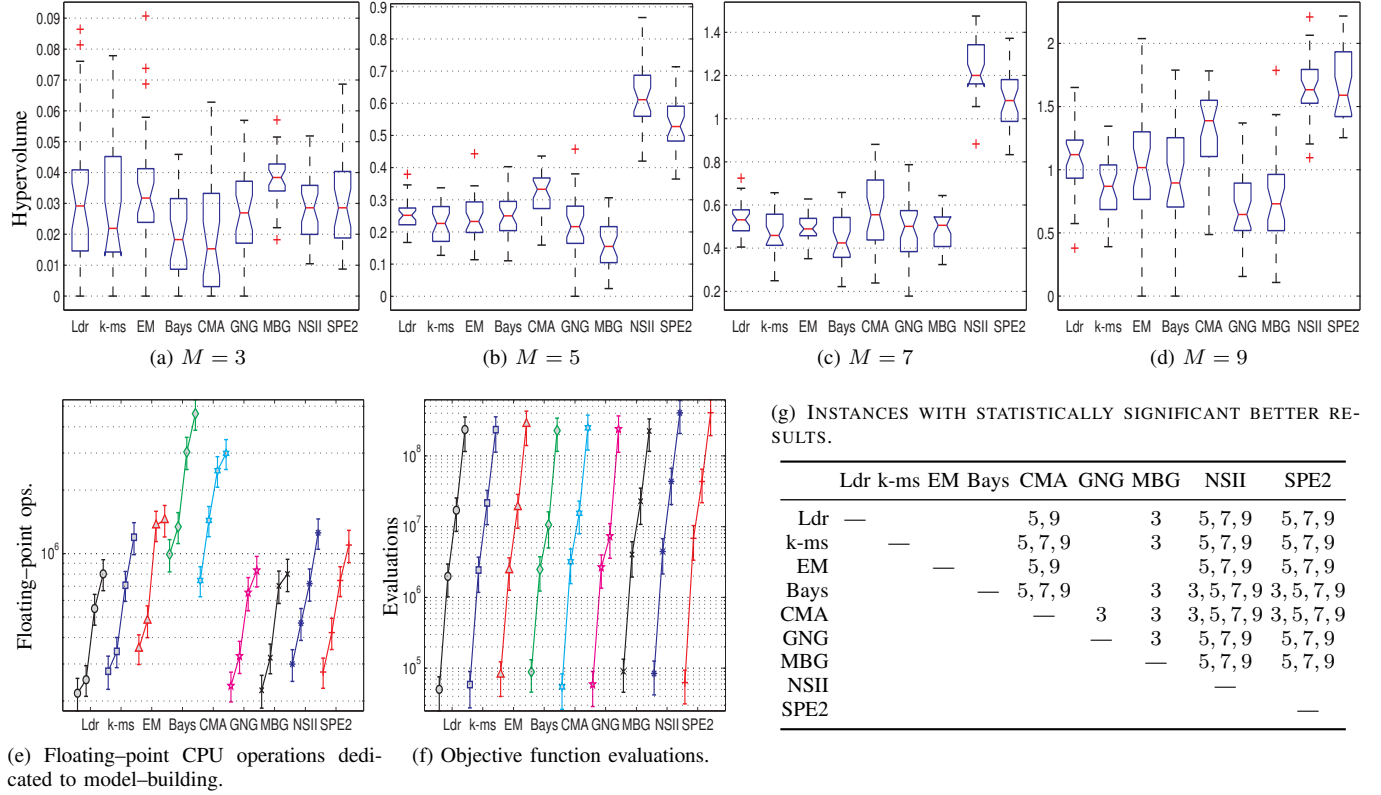 Hypervolume
0.09
0.08
0.07
0.06
0.05
0.04
0.03
0.02
0.01
0
Ldr k-ms EM Bays CMA GNG MBG NSII SPE2
(a) M = 3
0.9
0.8
0.7
0.6
0.5
0.4
0.3
0.2
0.1
0
Ldr k-ms EM Bays CMA GNG MBG NSII SPE2
(b) M = 5
1.4
1.2
1
0.8
0.6
0.4
0.2
Ldr k-ms EM Bays CMA GNG MBG NSII SPE2
(c) M = 7
2
1.5
1
0.5
0
Ldr k-ms EM Bays CMA GNG MBG NSII SPE2
(d) M = 9
Floating–point ops.
10^6
Ldr k-ms EM Bays CMA GNG MBG NSII SPE2
(e) Floating–point CPU operations dedi-
cated to model–building.
Evaluations
10^8
10^7
10^6
10^5
Ldr k-ms EM Bays CMA GNG MBG NSII SPE2
(f) Objective function evaluations.
(g) INSTANCES WITH STATISTICALLY SIGNIFICANT BETTER RE-
SULTS.
Ldr k-ms EM Bays CMA GNG MBG NSII SPE2
Ldr — 5, 9 3 5, 7, 9 5, 7, 9
k-ms — 5, 7, 9 3 5, 7, 9 5, 7, 9
EM — 5, 9 5, 7, 9 5, 7, 9
Bays — 5, 7, 9 3 3, 5, 7, 9 3, 5, 7, 9
CMA — 3 3 3, 5, 7, 9 3, 5, 7, 9
GNG — 3 5, 7, 9 5, 7, 9
MBG — 5, 7, 9 5, 7, 9
NSII —
SPE2 —